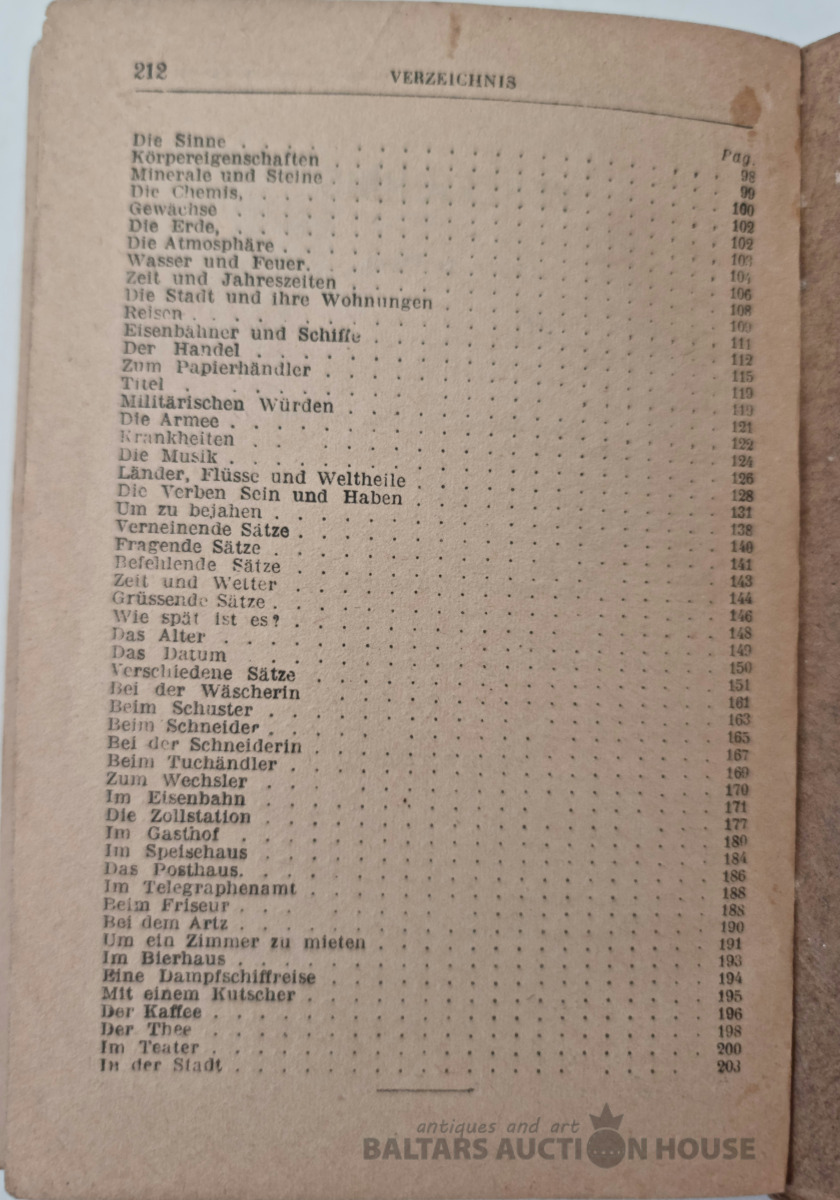 212 VERZEICHNIS
Pag.
Die Sinne . . . . 98
Körpereigenschaften . . . . 99
Minerale und Steine . . . . 100
Die Chemis, . . . . 102
Gewächse . . . . 102
Die Erde, . . . . 103
Die Atmosphäre . . . . 104
Wasser und Feuer. . . . . 106
Zeit und Jahreszeiten . . . . 108
Die Stadt und ihre Wohnungen . . . . 109
Reisen . . . . 111
Eisenbähner und Schiffe . . . . 112
Der Handel . . . . 115
Zum Papierhändler . . . . 119
Titel . . . . 119
Militärischen Würden . . . . 121
Die Armee . . . . 122
Krankheiten . . . . 124
Die Musik . . . . 126
Länder, Flüsse und Weltheile . . . . 128
Die Verben Sein und Haben . . . . 131
Um zu bejahen . . . . 138
Verneinende Sätze . . . . 140
Fragende Sätze . . . . 141
Befehlende Sätze . . . . 143
Zeit und Wetter . . . . 144
Grüssende Sätze . . . . 146
Wie spät ist es? . . . . 148
Das Alter . . . . 149
Das Datum . . . . 150
Verschiedene Sätze . . . . 151
Bei der Wäscherin . . . . 161
Beim Schuster . . . . 163
Beim Schneider . . . . 165
Bei der Schneiderin . . . . 167
Beim Tuchändler . . . . 169
Zum Wechsler . . . . 170
Im Eisenbahn . . . . 171
Die Zollstation . . . . 177
Im Gasthof . . . . 180
Im Speisehaus . . . . 184
Das Posthaus. . . . . 186
Im Telegraphenamt . . . . 188
Beim Friseur . . . . 188
Bei dem Artz . . . . 190
Um ein Zimmer zu mieten . . . . 191
Im Bierhaus . . . . 193
Eine Dampfschiffreise . . . . 194
Mit einem Kutscher . . . . 195
Der Kaffee . . . . 196
Der Thee . . . . 198
Im Teater . . . . 200
In der Stadt . . . . 203
antiques and art
BALTARS AUCTION HOUSE